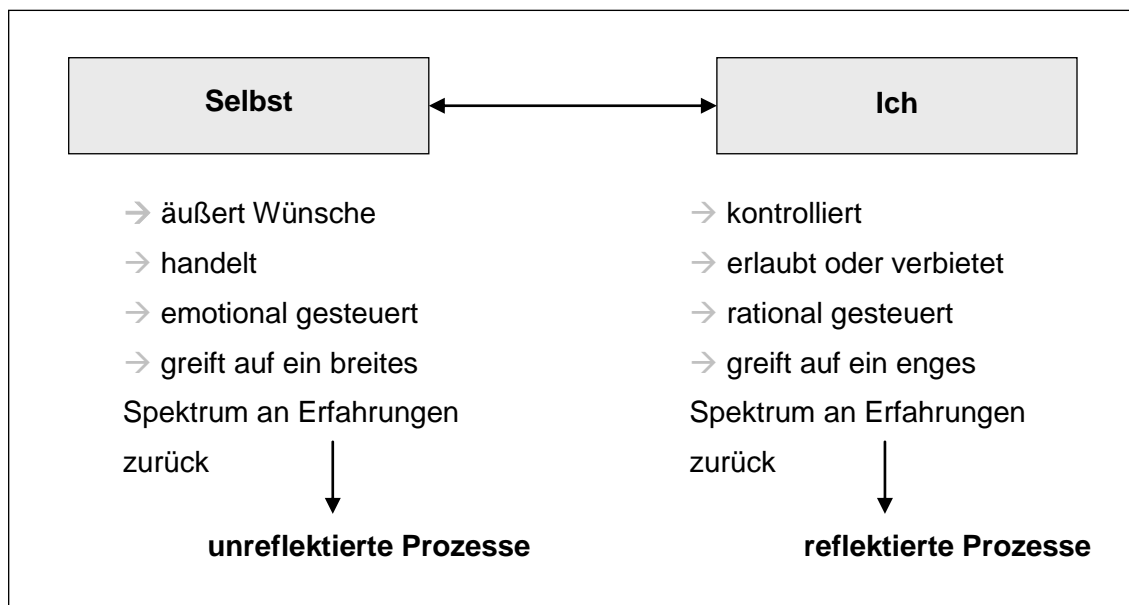 Selbst
Ich
→ äußert Wünsche
→ handelt
→ emotional gesteuert
→ greift auf ein breites
Spektrum an Erfahrungen
zurück
unreflektierte Prozesse
→ kontrolliert
→ erlaubt oder verbietet
→ rational gesteuert
→ greift auf ein enges
Spektrum an Erfahrungen
zurück
reflektierte Prozesse